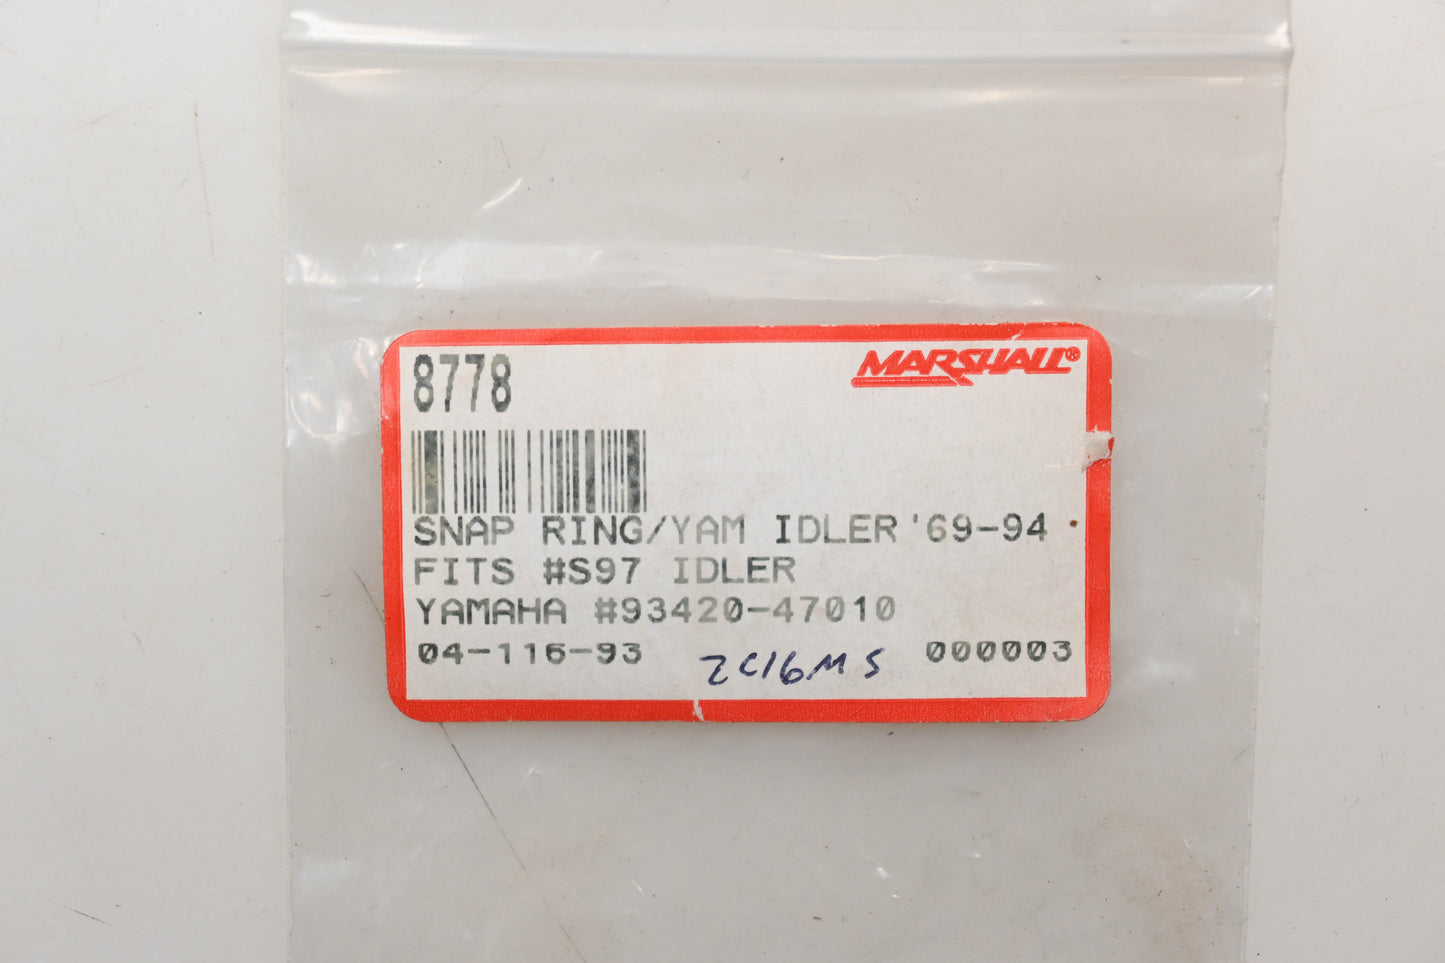 8778
MARSHALL®
SNAP RING/YAM IDLER '69-94
FITS #S97 IDLER
YAMAHA #93420-47010
04-116-93
2C16MS
000003